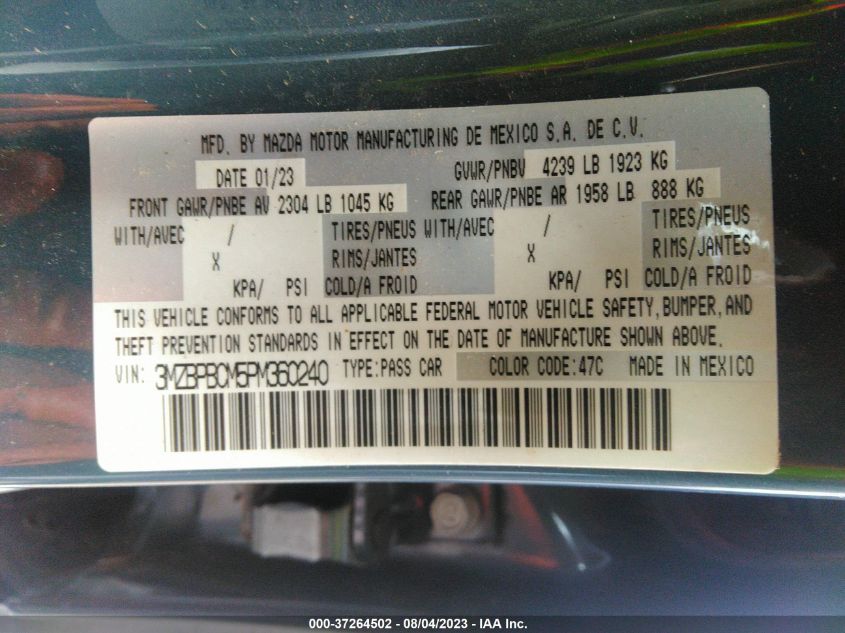 MFD. BY MAZDA MOTOR MANUFACTURING DE MEXICO S.A. DE C.V.
DATE 01/23 GVWR/PNBV 4239 LB 1923 KG
FRONT GAWR/PNBE AV 2304 LB 1045 KG REAR GAWR/PNBE AR 1958 LB 888 KG
WITH/AVEC / TIRES/PNEUS WITH/AVEC / TIRES/PNEUS
X RIMS/JANTES X RIMS/JANTES
KPA/ PSI COLD/A FROID KPA/ PSI COLD/A FROID
THIS VEHICLE CONFORMS TO ALL APPLICABLE FEDERAL MOTOR VEHICLE SAFETY, BUMPER, AND
THEFT PREVENTION STANDARDS IN EFFECT ON THE DATE OF MANUFACTURE SHOWN ABOVE.
VIN: 3MZBPBCM5PM360240 TYPE:PASS CAR COLOR CODE:47C MADE IN MEXICO
000-37264502 - 08/04/2023 - IAA Inc.